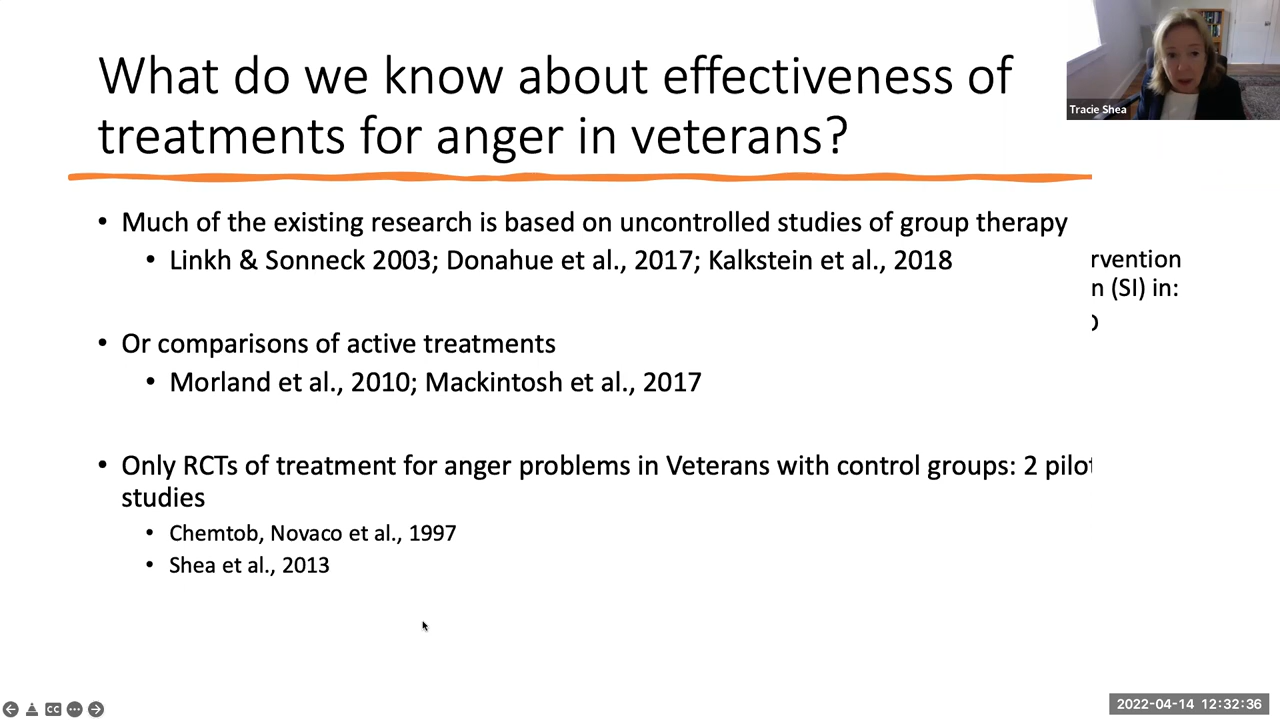 What do we know about effectiveness of
treatments for anger in veterans?
Tracie Shea
• Much of the existing research is based on uncontrolled studies of group therapy
• Linkh & Sonneck 2003; Donahue et al., 2017; Kalkstein et al., 2018
rvention
n (SI) in:
• Or comparisons of active treatments
• Morland et al., 2010; Mackintosh et al., 2017
• Only RCTs of treatment for anger problems in Veterans with control groups: 2 pilot
studies
• Chemtob, Novaco et al., 1997
• Shea et al., 2013
CC
2022-04-14 12:32:36